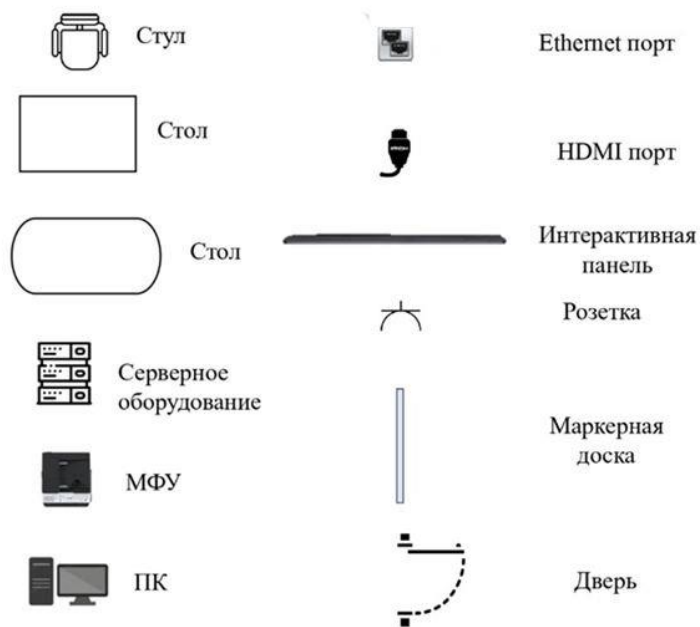 Стул
Ethernet порт
Стол
HDMI порт
Стол
Интерактивная
панель
Розетка
Серверное
оборудование
Маркерная
доска
МФУ
ПК
Дверь